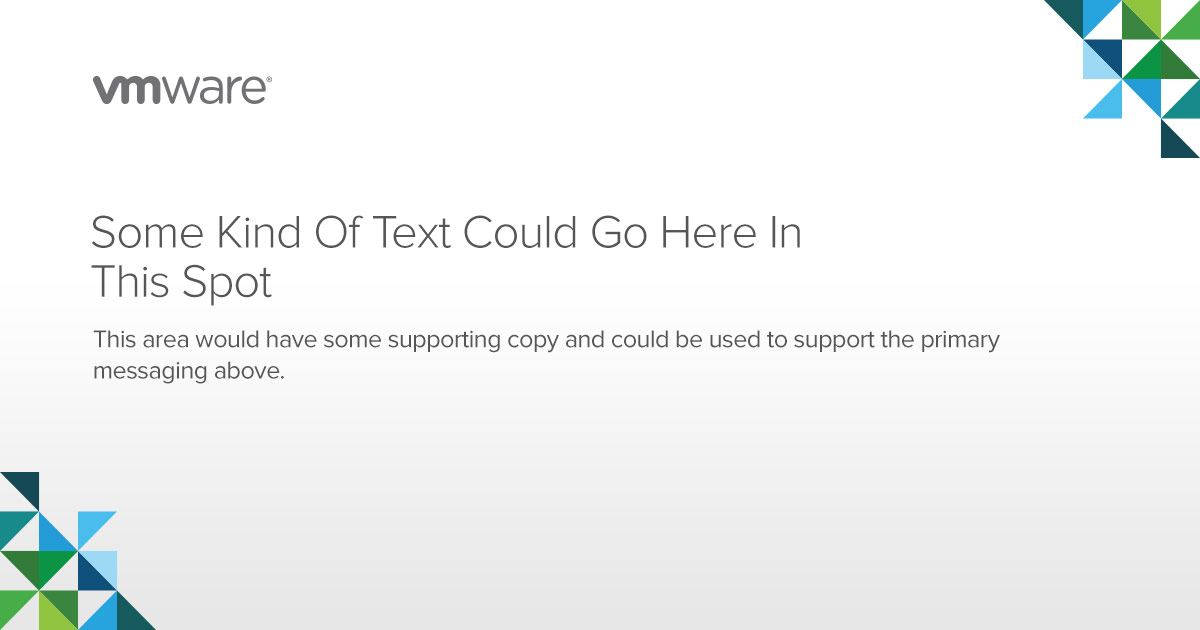 vmware®
Some Kind Of Text Could Go Here In
This Spot
This area would have some supporting copy and could be used to support the primary
messaging above.